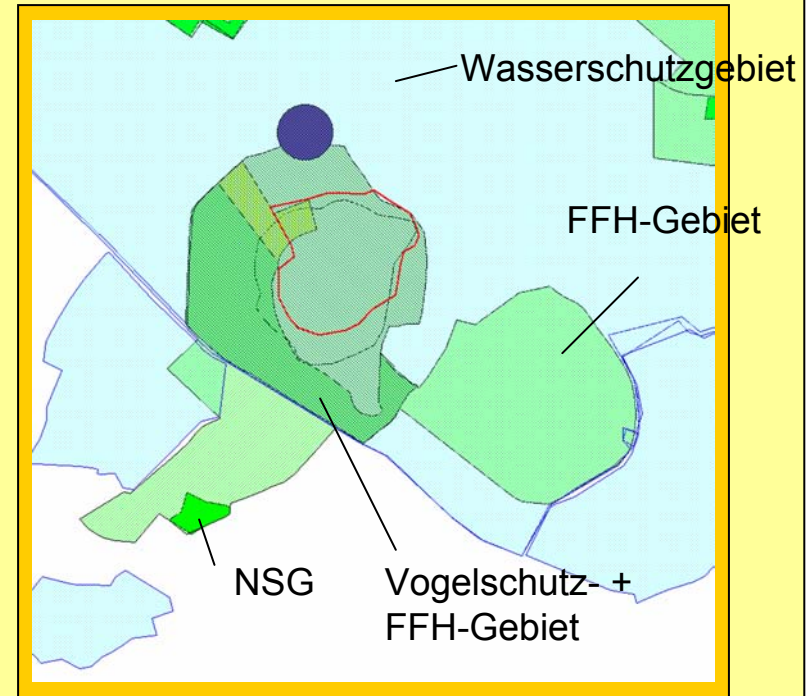 Wasserschutzgebiet
FFH-Gebiet
NSG
Vogelschutz- +
FFH-Gebiet